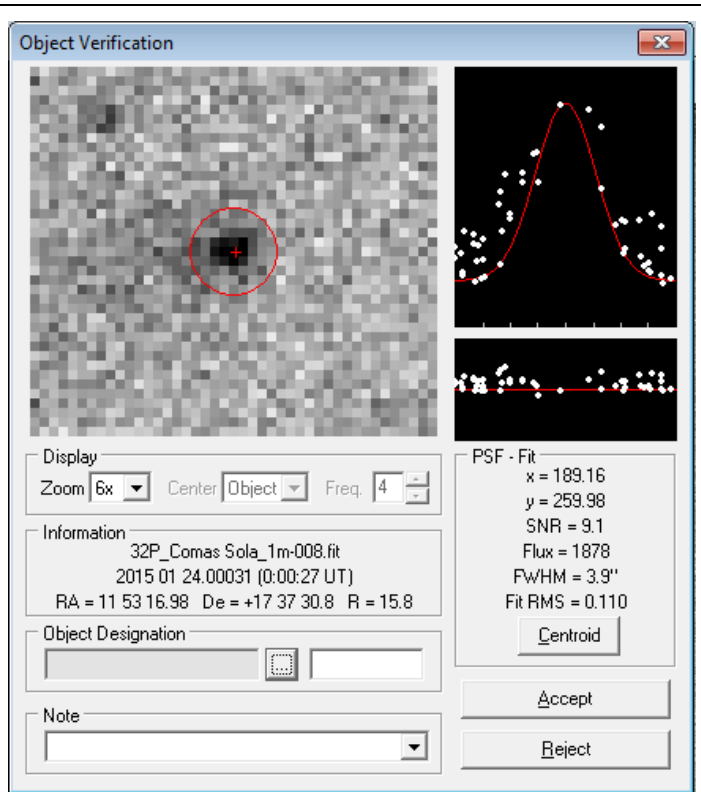 Object Verification
Display
Zoom 6x Center Object Freq. 4
Information
32P_Comas Sola_1m-008.fit
2015 01 24.00031 (0:00:27 UT)
RA = 11 53 16.98 De = +17 37 30.8 R = 15.8
Object Designation
...
Note
PSF - Fit
x = 189.16
y = 259.98
SNR = 9.1
Flux = 1878
FWHM = 3.9''
Fit RMS = 0.110
Centroid
Accept
Reject